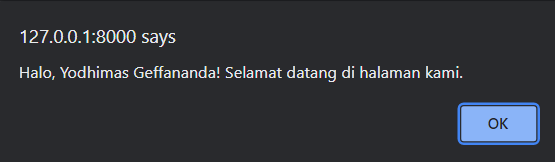 127.0.0.1:8000 says
Halo, Yodhimas Geffananda! Selamat datang di halaman kami.
OK